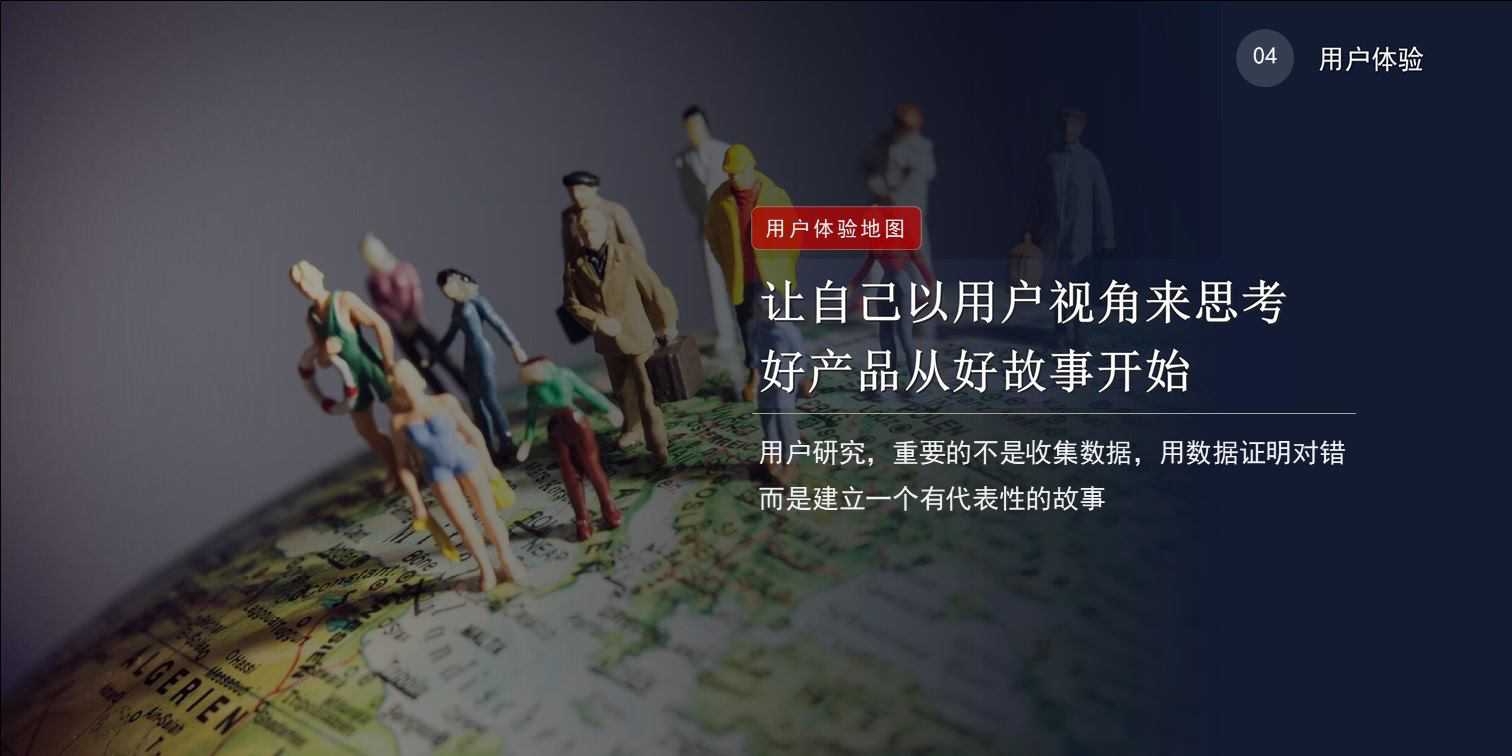 04 用户体验
用户体验地图
让自己以用户视角来思考
好产品从好故事开始
用户研究，重要的不是收集数据，用数据证明对错
而是建立一个有代表性的故事
MALTA
ALGERIEN